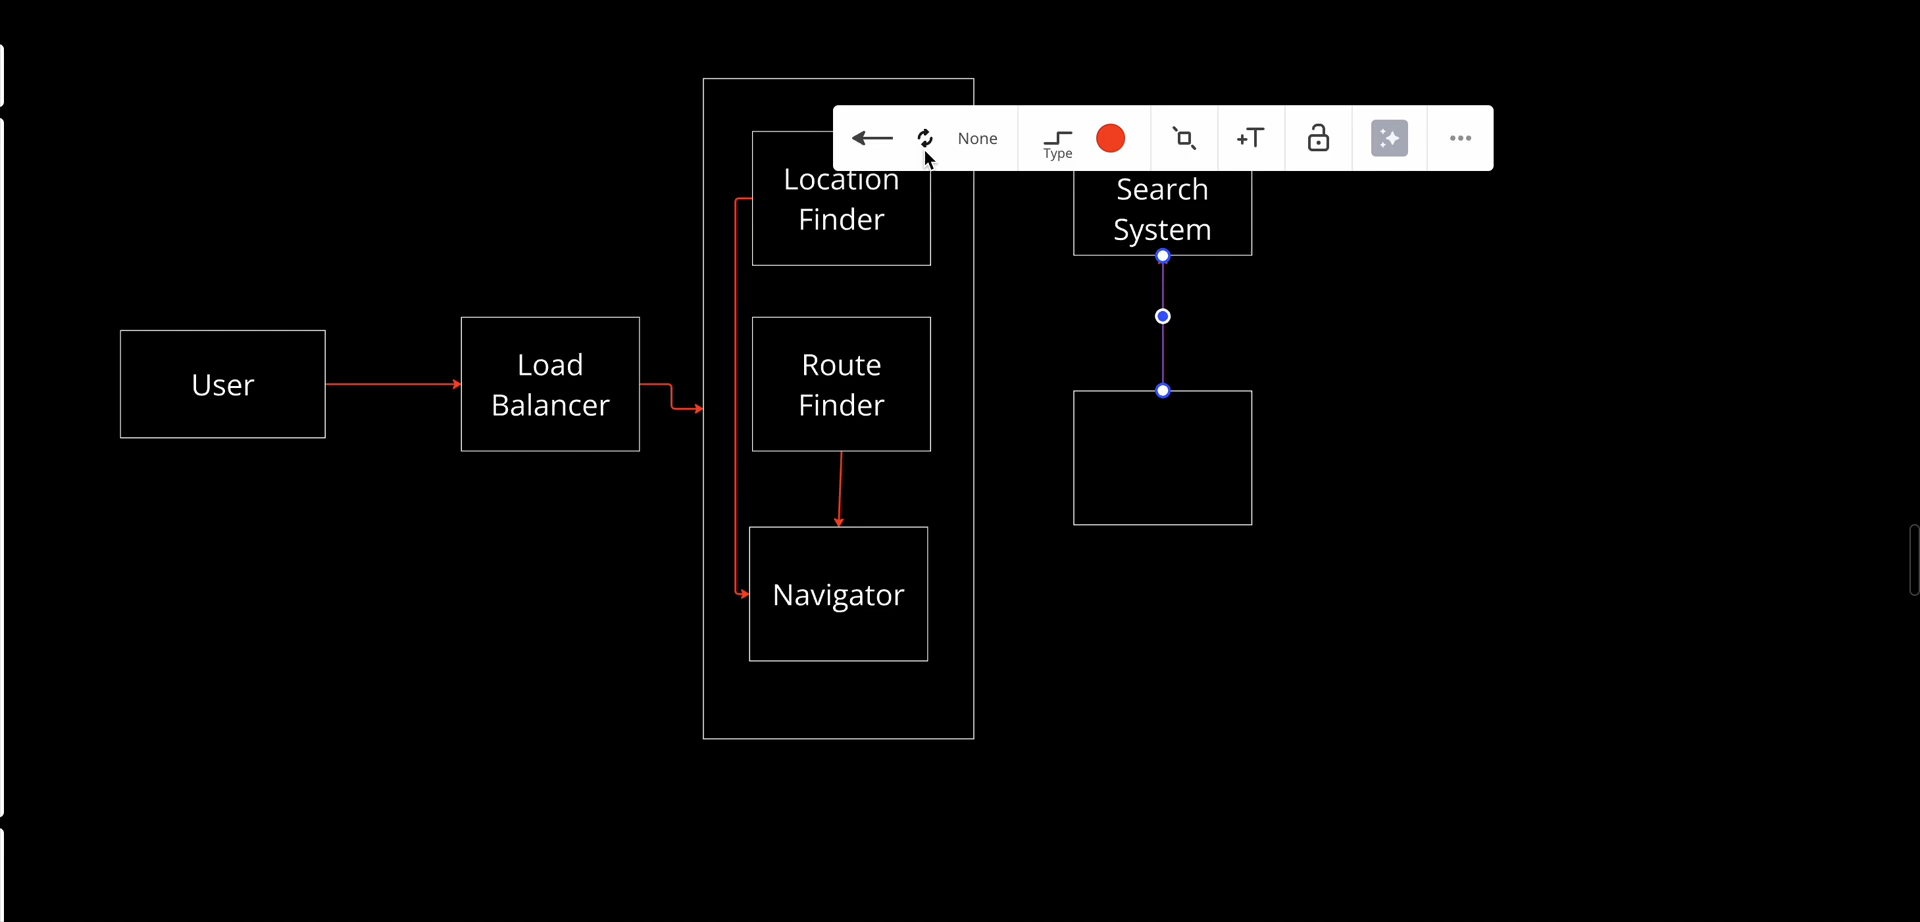 None
Type
+T
Location
Finder
Search
System
User
Load
Balancer
Route
Finder
Navigator